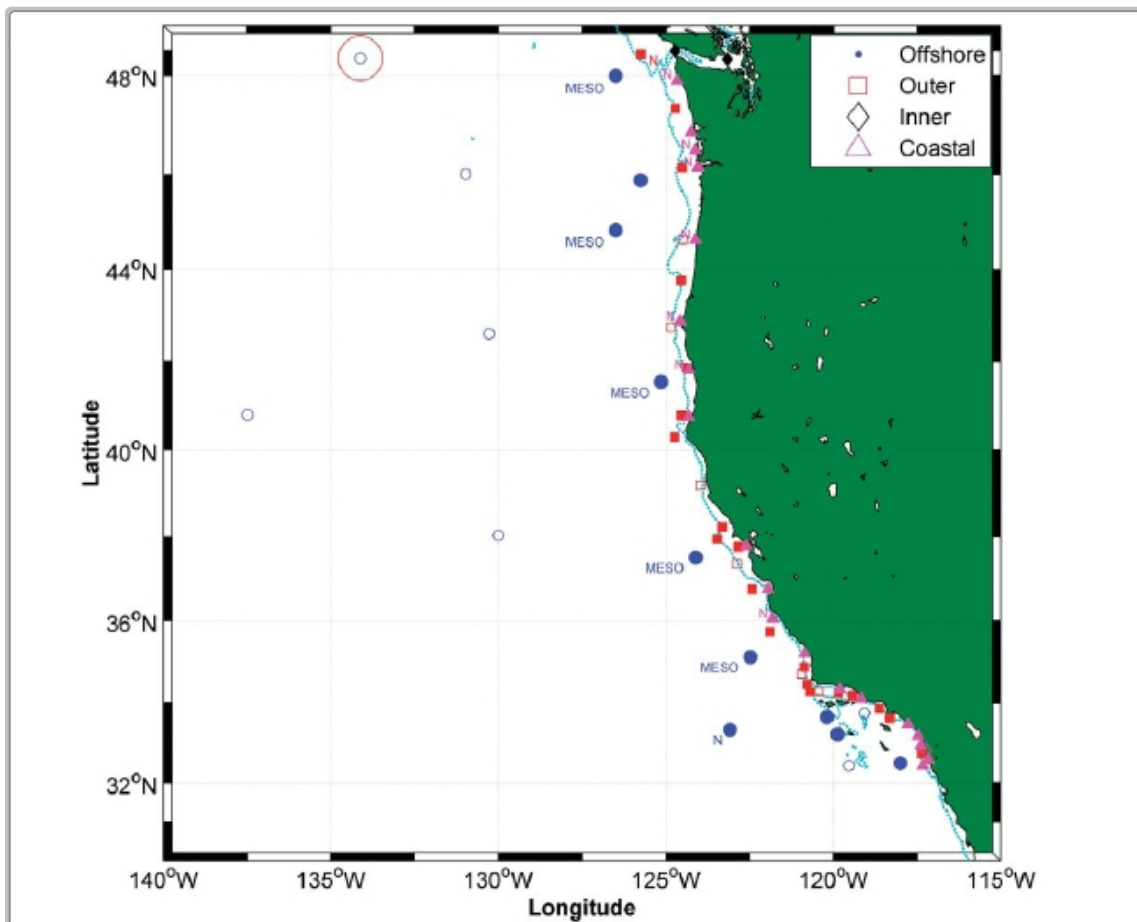 Offshore
Outer
Inner
Coastal
48°N
N
N
MESO
N
N
MESO
N
44°N
N
N
MESO
40°N
MESO
36°N
N
MESO
N
32°N
140°W 135°W 130°W 125°W 120°W 115°W
Latitude
Longitude